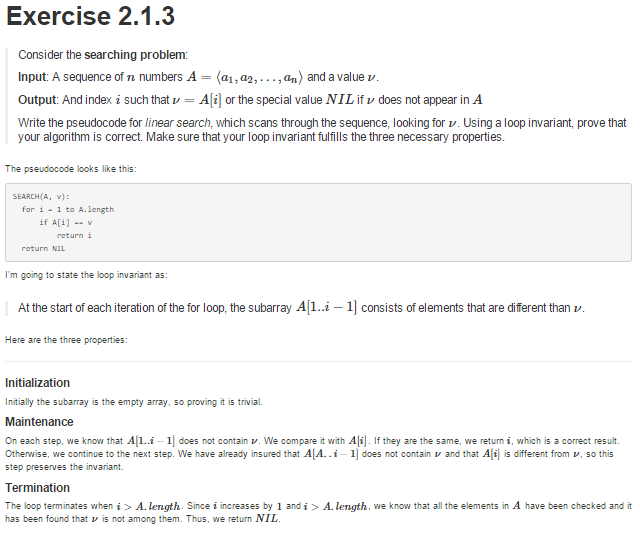 Exercise 2.1.3
Consider the searching problem:
Input: A sequence of n numbers A = ⟨a₁, a₂, . . . , aₙ⟩ and a value ν.
Output: And index i such that ν = A[i] or the special value NIL if ν does not appear in A
Write the pseudocode for linear search, which scans through the sequence, looking for ν. Using a loop invariant, prove that
your algorithm is correct. Make sure that your loop invariant fulfills the three necessary properties.
The pseudocode looks like this:
SEARCH(A, v):
for i = 1 to A.length
if A[i] == v
return i
return NIL
I'm going to state the loop invariant as:
At the start of each iteration of the for loop, the subarray A[1..i − 1] consists of elements that are different than ν.
Here are the three properties:
Initialization
Initially the subarray is the empty array, so proving it is trivial.
Maintenance
On each step, we know that A[1..i − 1] does not contain ν. We compare it with A[i]. If they are the same, we return i, which is a correct result.
Otherwise, we continue to the next step. We have already insured that A[A..i − 1] does not contain ν and that A[i] is different from ν, so this
step preserves the invariant.
Termination
The loop terminates when i > A.length. Since i increases by 1 and i > A.length, we know that all the elements in A have been checked and it
has been found that ν is not among them. Thus, we return NIL.